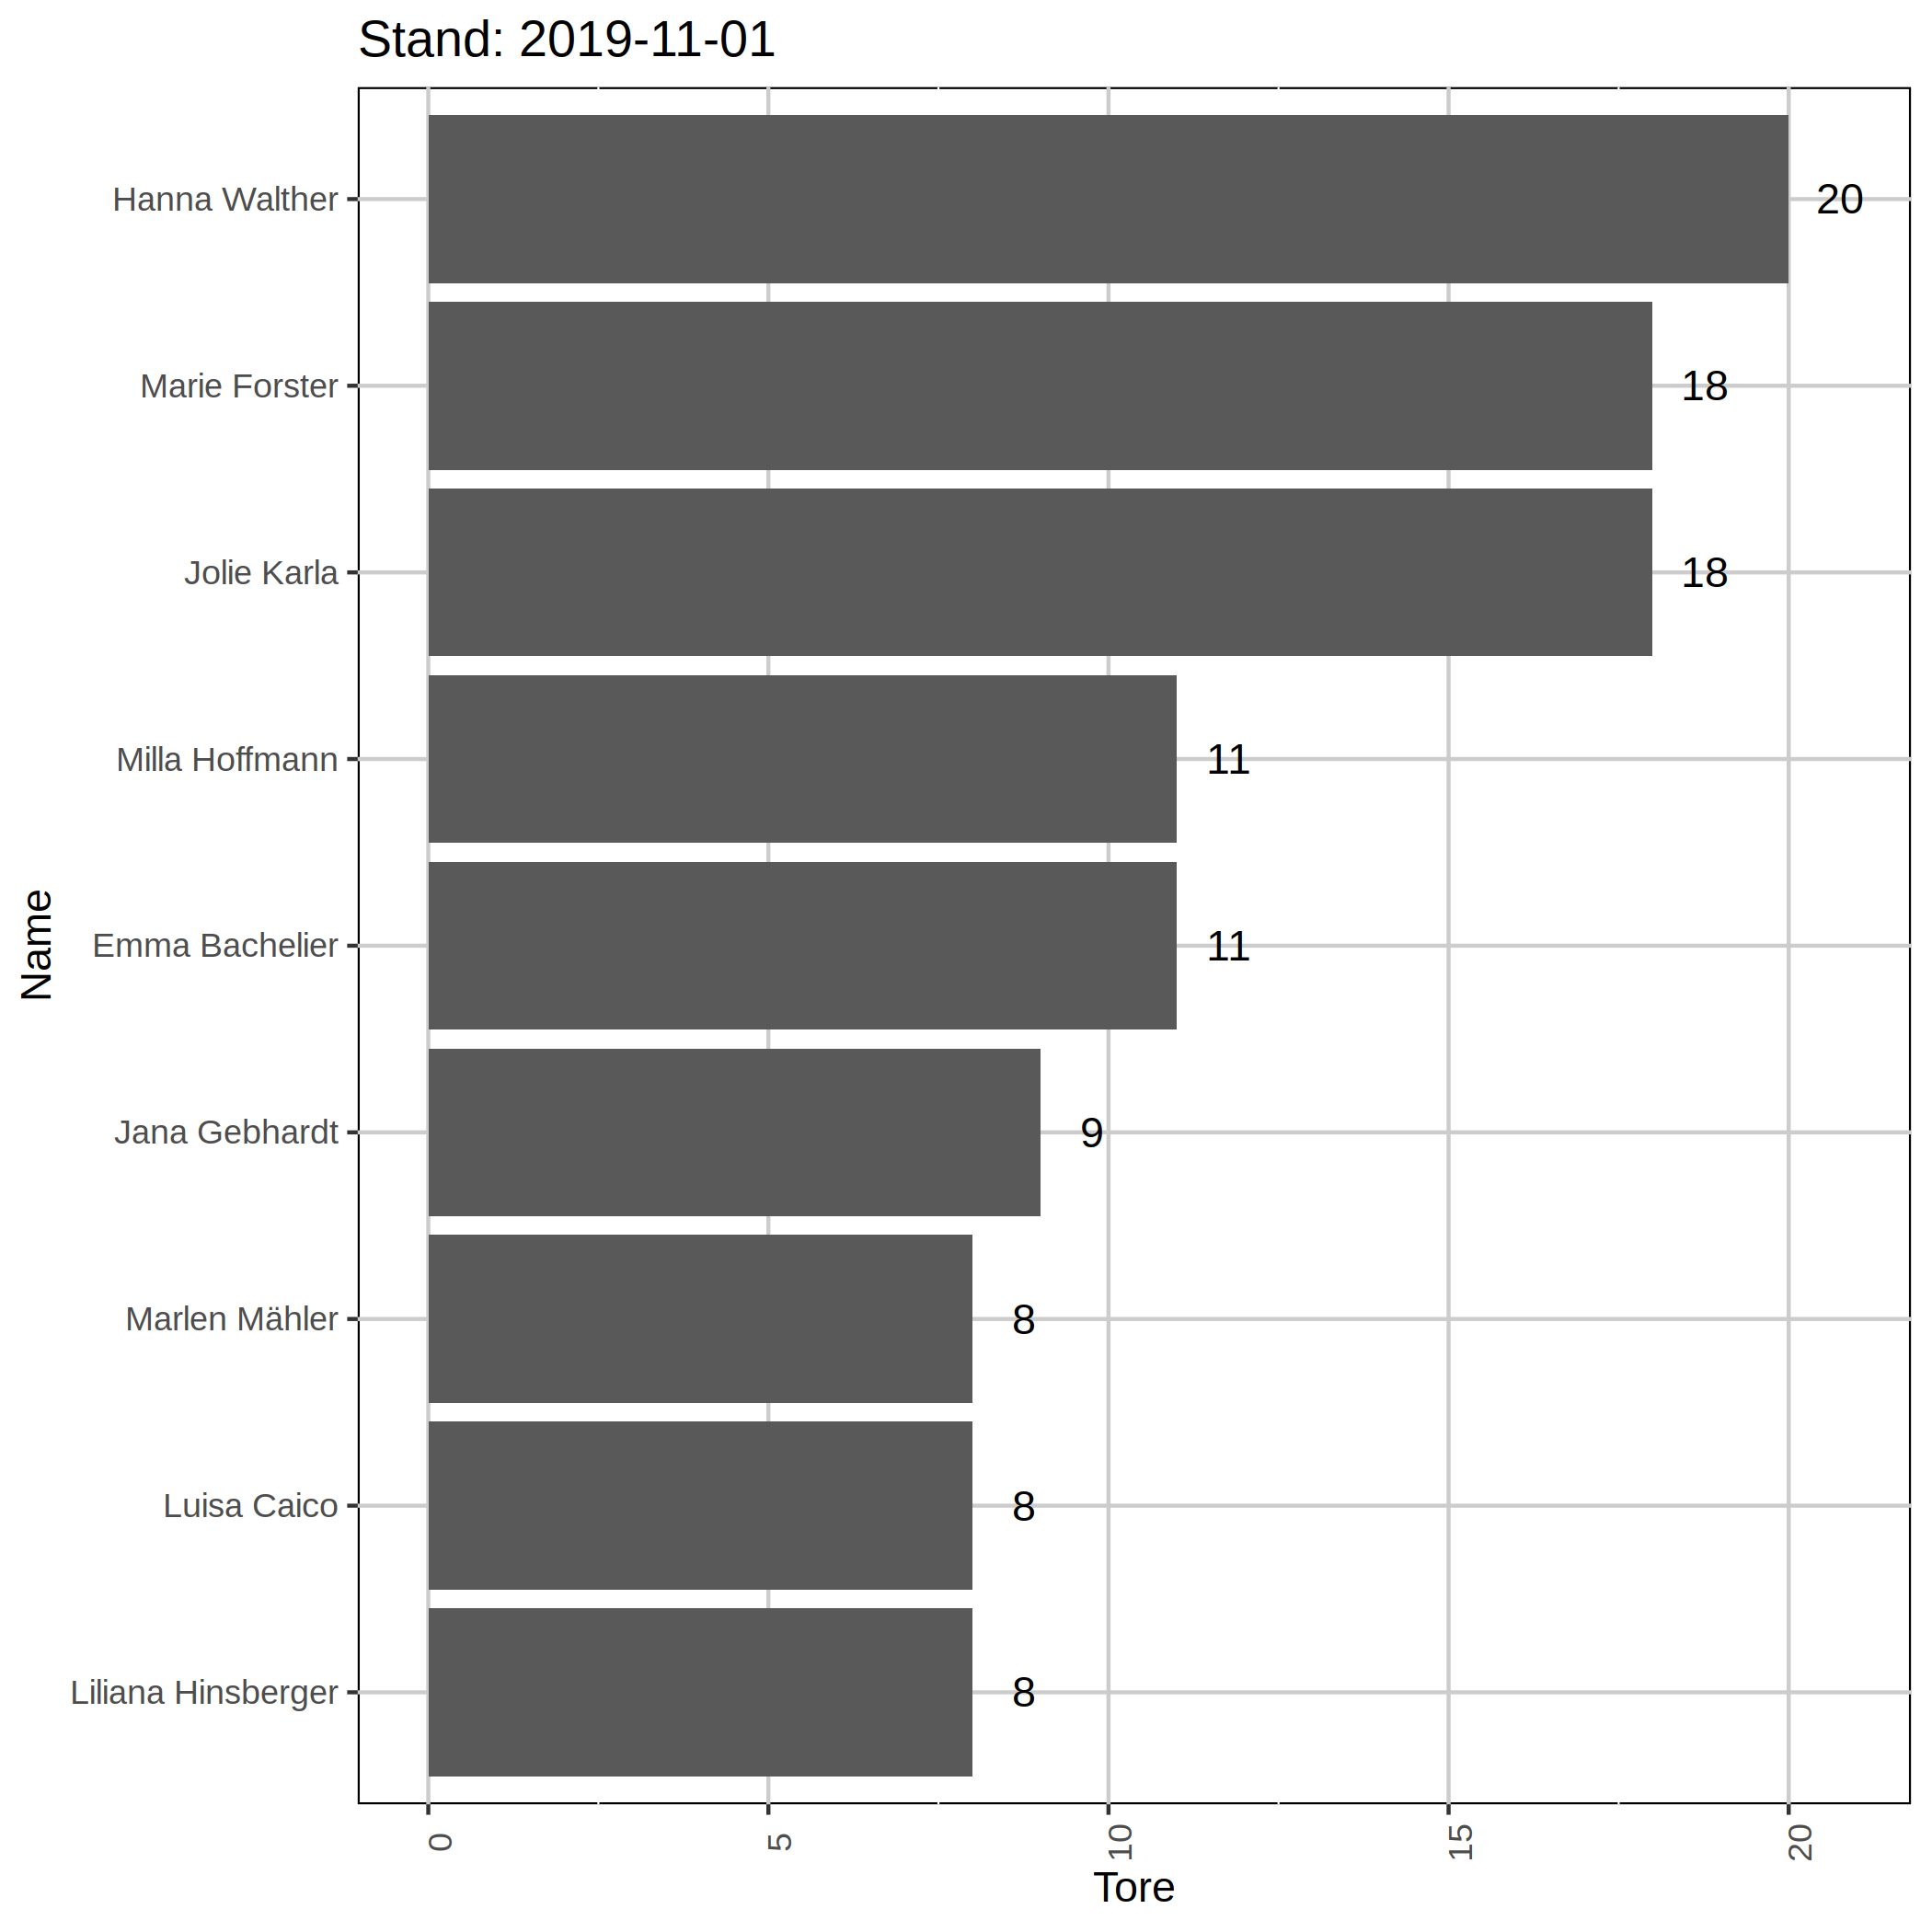 Stand: 2019-11-01
Name
Hanna Walther 20
Marie Forster 18
Jolie Karla 18
Milla Hoffmann 11
Emma Bachelier 11
Jana Gebhardt 9
Marlen Mähler 8
Luisa Caico 8
Liliana Hinsberger 8
0 5 10 15 20
Tore